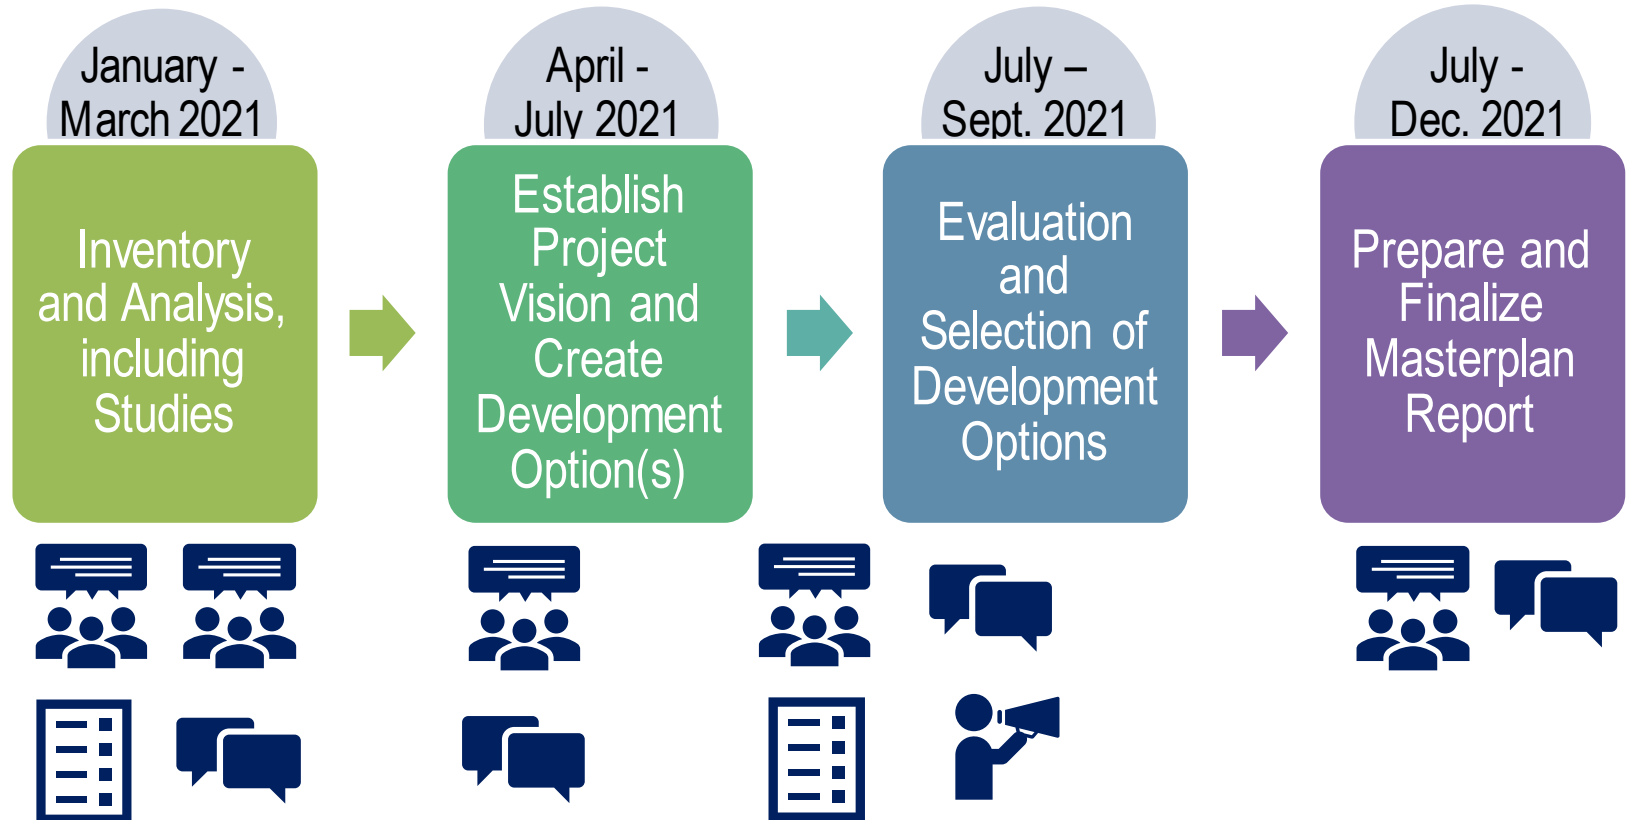 January -
March 2021
Inventory
and Analysis,
including
Studies
April -
July 2021
Establish
Project
Vision and
Create
Development
Option(s)
July –
Sept. 2021
Evaluation
and
Selection of
Development
Options
July -
Dec. 2021
Prepare and
Finalize
Masterplan
Report